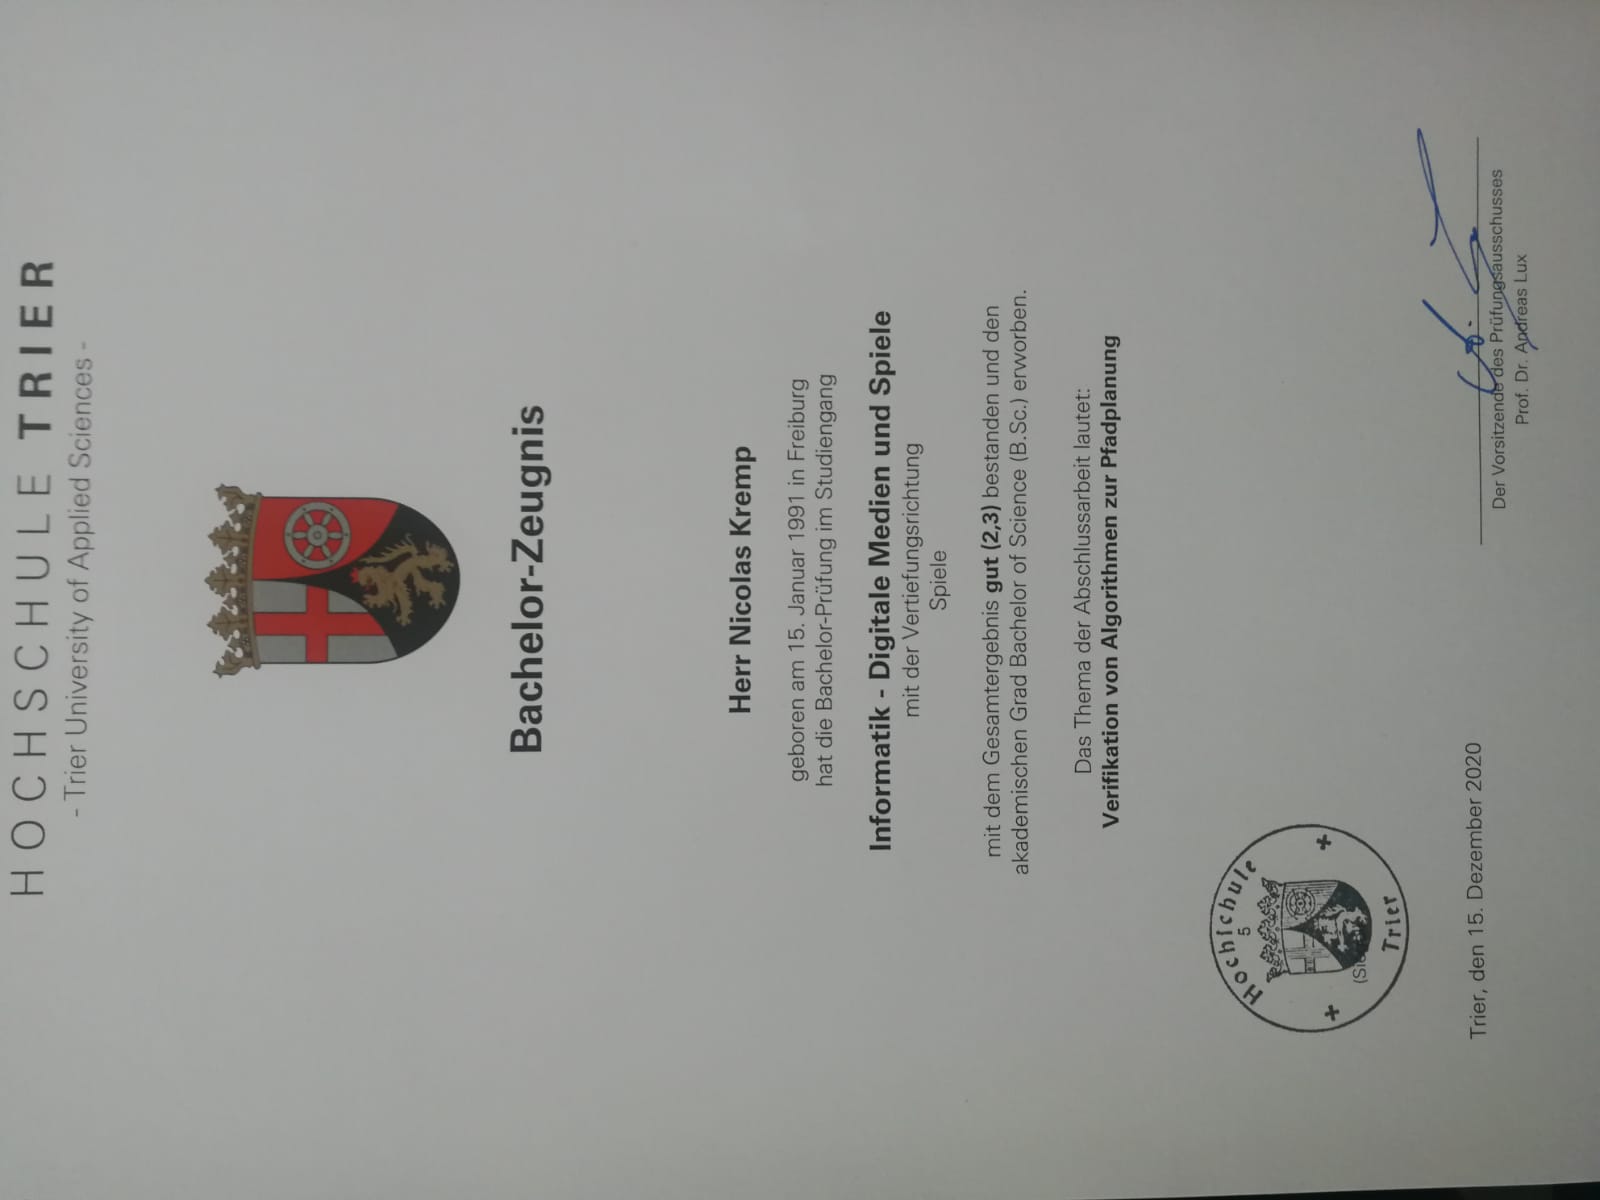 HOCHSCHULE TRIER
- Trier University of Applied Sciences -
Bachelor-Zeugnis
Herr Nicolas Kremp
geboren am 15. Januar 1991 in Freiburg
hat die Bachelor-Prüfung im Studiengang
Informatik - Digitale Medien und Spiele
mit der Vertiefungsrichtung
Spiele
mit dem Gesamtergebnis gut (2,3) bestanden und den
akademischen Grad Bachelor of Science (B.Sc.) erworben.
Das Thema der Abschlussarbeit lautet:
Verifikation von Algorithmen zur Pfadplanung
Hochſchule
5
Trier
Trier, den 15. Dezember 2020
Der Vorsitzende des Prüfungsausschusses
Prof. Dr. Andreas Lux